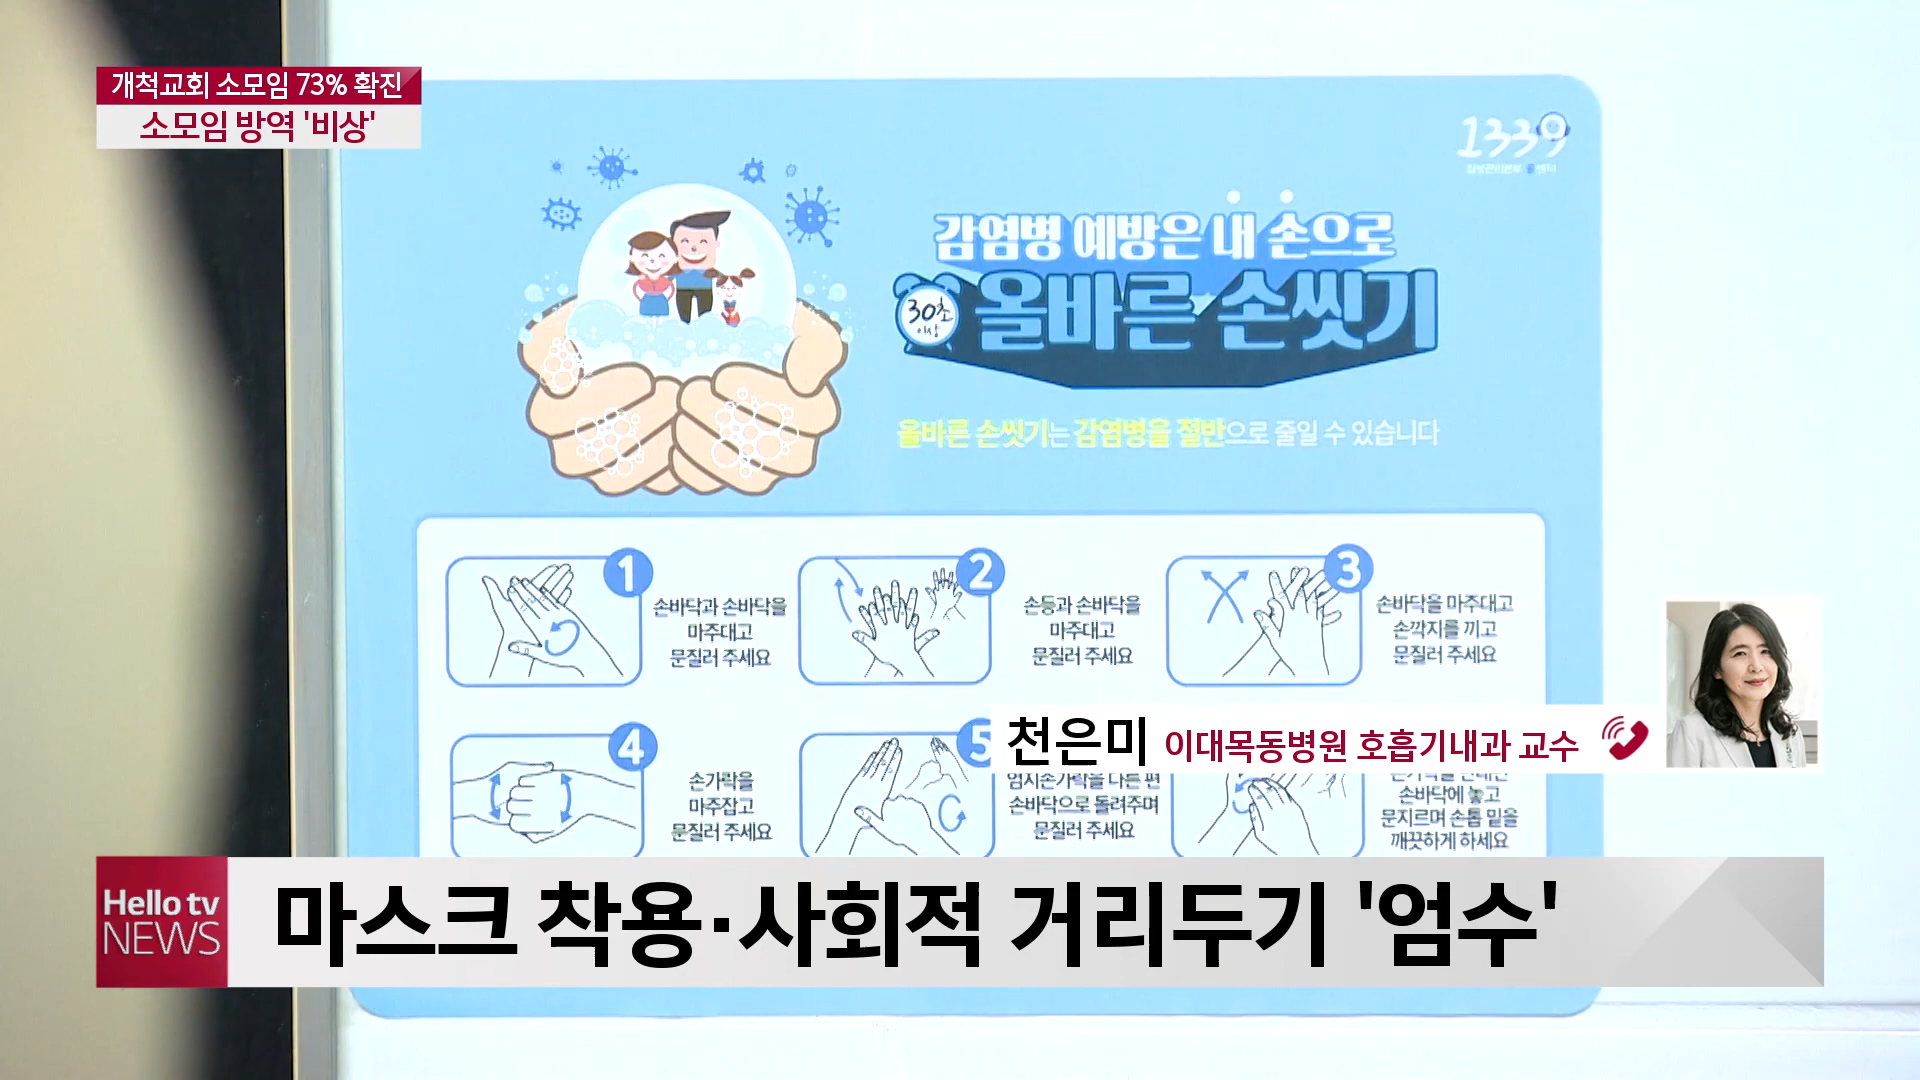 개척교회 소모임 73% 확진
소모임 방역 '비상'
1339
감염병 예방은 내 손으로
30초
이상
올바른 손씻기
올바른 손씻기는 감염병을 절반으로 줄일 수 있습니다
1
손바닥과 손바닥을
마주대고
문질러 주세요
2
손등과 손바닥을
마주대고
문질러 주세요
3
손바닥을 마주대고
손깍지를 끼고
문질러 주세요
4
손가락을
마주잡고
문질러 주세요
5
엄지손가락을 다른 편
손바닥으로 돌려주며
문질러 주세요
손바닥에 놓고
문지르며 손톱 밑을
깨끗하게 하세요
천은미 이대목동병원 호흡기내과 교수
Hello tv
NEWS
마스크 착용·사회적 거리두기 '엄수'